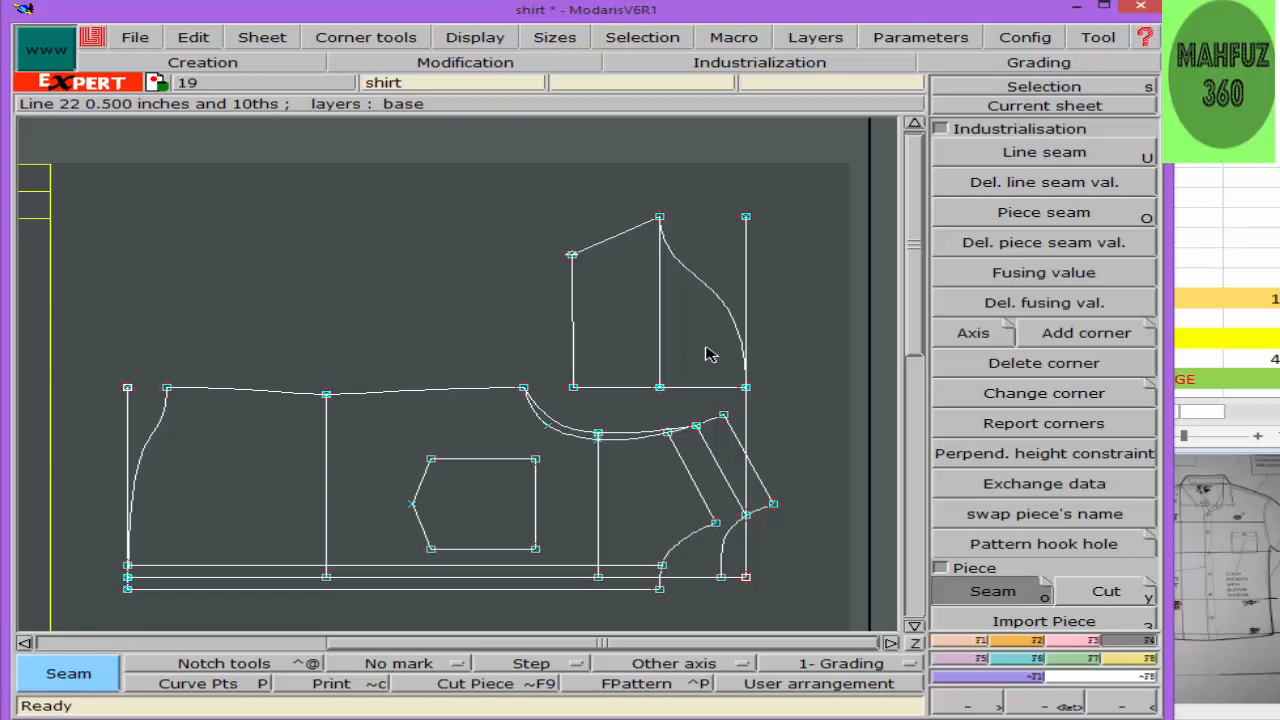 shirt * - ModarisV6R1
www
File Edit Sheet Corner tools Display Sizes Selection Macro Layers Parameters Config Tool ?
Creation Modification Industrialization Grading
EXPERT 19 shirt
Selection s
Line 22 0.500 inches and 10ths ; layers : base
Current sheet
Industrialisation
Line seam U
Del. line seam val.
Piece seam O
Del. piece seam val.
Fusing value
Del. fusing val.
Axis Add corner
Delete corner
Change corner
Report corners
Perpend. height constraint
Exchange data
swap piece's name
Pattern hook hole
Piece
Seam o Cut y
Import Piece 3
F1 F2 F3 F4
F5 F6 F7 F8
~F1 ~F8
Z
Seam
Notch tools ^@ No mark Step Other axis 1- Grading
Curve Pts P Print ~c Cut Piece ~F9 FPattern ^P User arrangement
- > - <Ret> - <
Ready
MAHFUZ
360
1
4
GE